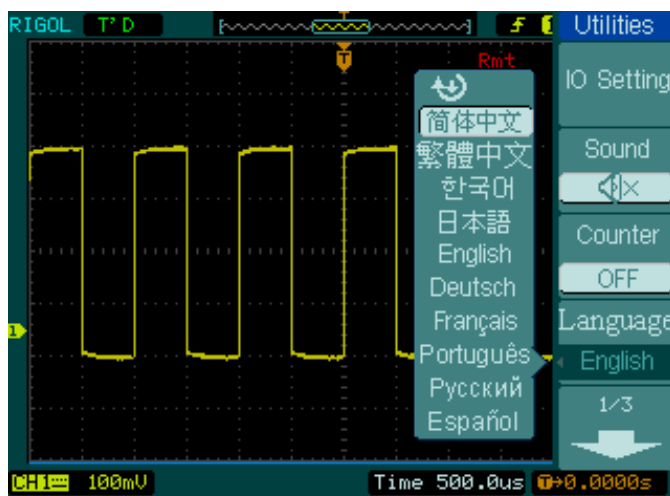 RIGOL T'D
Utilities
Rmt
IO Setting
简体中文
繁體中文
한국어
日本語
English
Deutsch
Français
Português
Русский
Español
Sound
Counter
OFF
Language
English
1/3
CH1 100mV Time 500.0us T→0.0000s